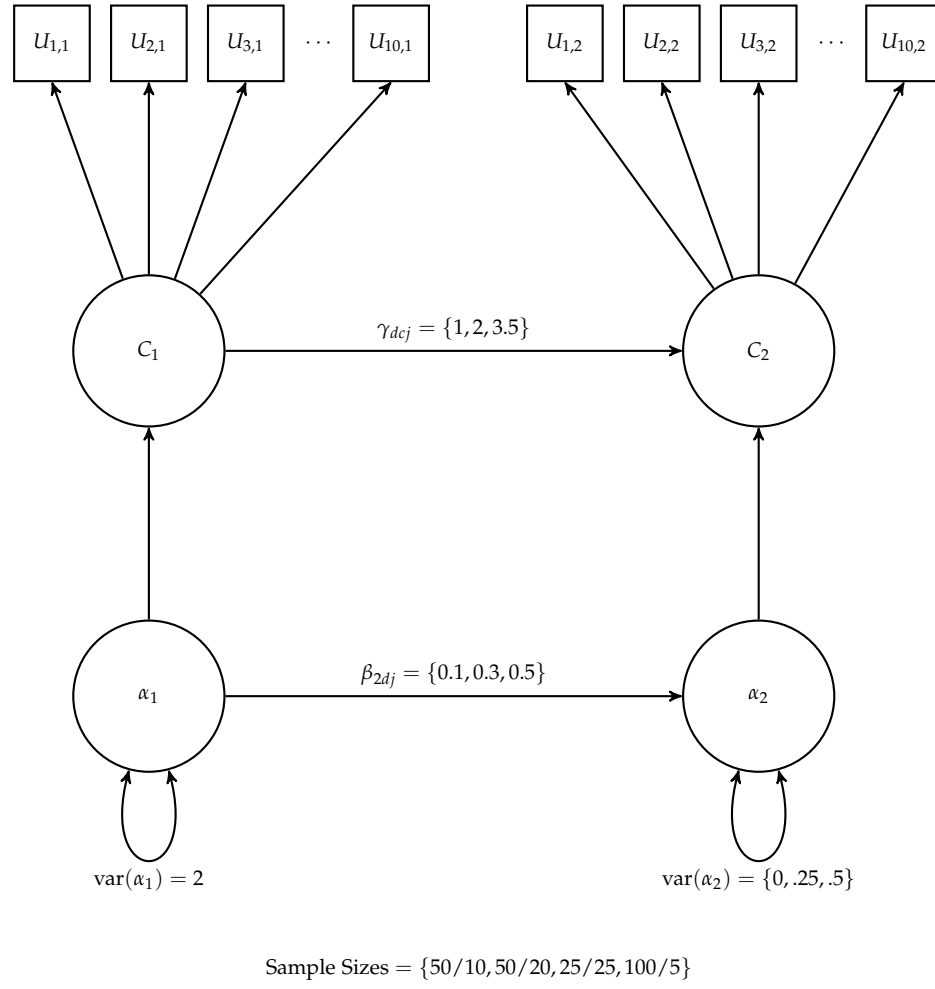 U1,1 U2,1 U3,1 ··· U10,1 U1,2 U2,2 U3,2 ··· U10,2
γdcj = {1, 2, 3.5}
C1 C2
β2dj = {0.1, 0.3, 0.5}
α1 α2
var(α1) = 2 var(α2) = {0, .25, .5}
Sample Sizes = {50/10, 50/20, 25/25, 100/5}